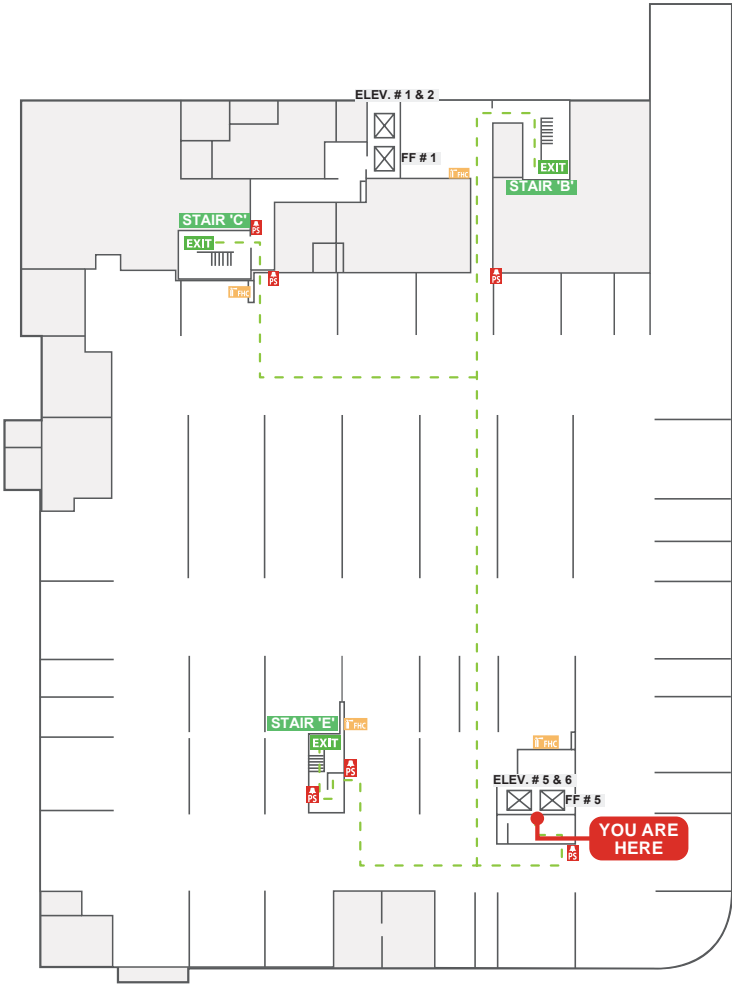 ELEV. # 1 & 2
FF # 1
FHC
EXIT
STAIR 'B'
STAIR 'C'
PS
EXIT
PS
PS
FHC
STAIR 'E'
FHC
EXIT
FHC
PS
ELEV. # 5 & 6
PS
FF # 5
YOU ARE
HERE
PS